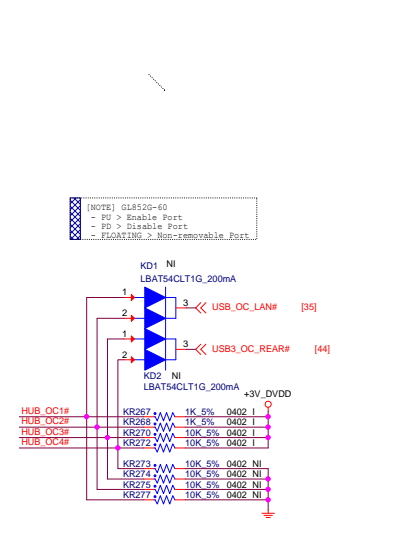 [NOTE] GL852G-60
- PU > Enable Port
- PD > Disable Port
- FLOATING > Non-removable Port
KD1 NI
LBAT54CLT1G_200mA
1
2
3 USB_OC_LAN# [35]
1
2
3 USB3_OC_REAR# [44]
KD2 NI
LBAT54CLT1G_200mA
+3V_DVDD
HUB_OC1# KR267 1K_5% 0402 I
HUB_OC2# KR268 1K_5% 0402 I
HUB_OC3# KR270 10K_5% 0402 I
HUB_OC4# KR272 10K_5% 0402 I
KR273 10K_5% 0402 NI
KR274 10K_5% 0402 NI
KR275 10K_5% 0402 NI
KR277 10K_5% 0402 NI